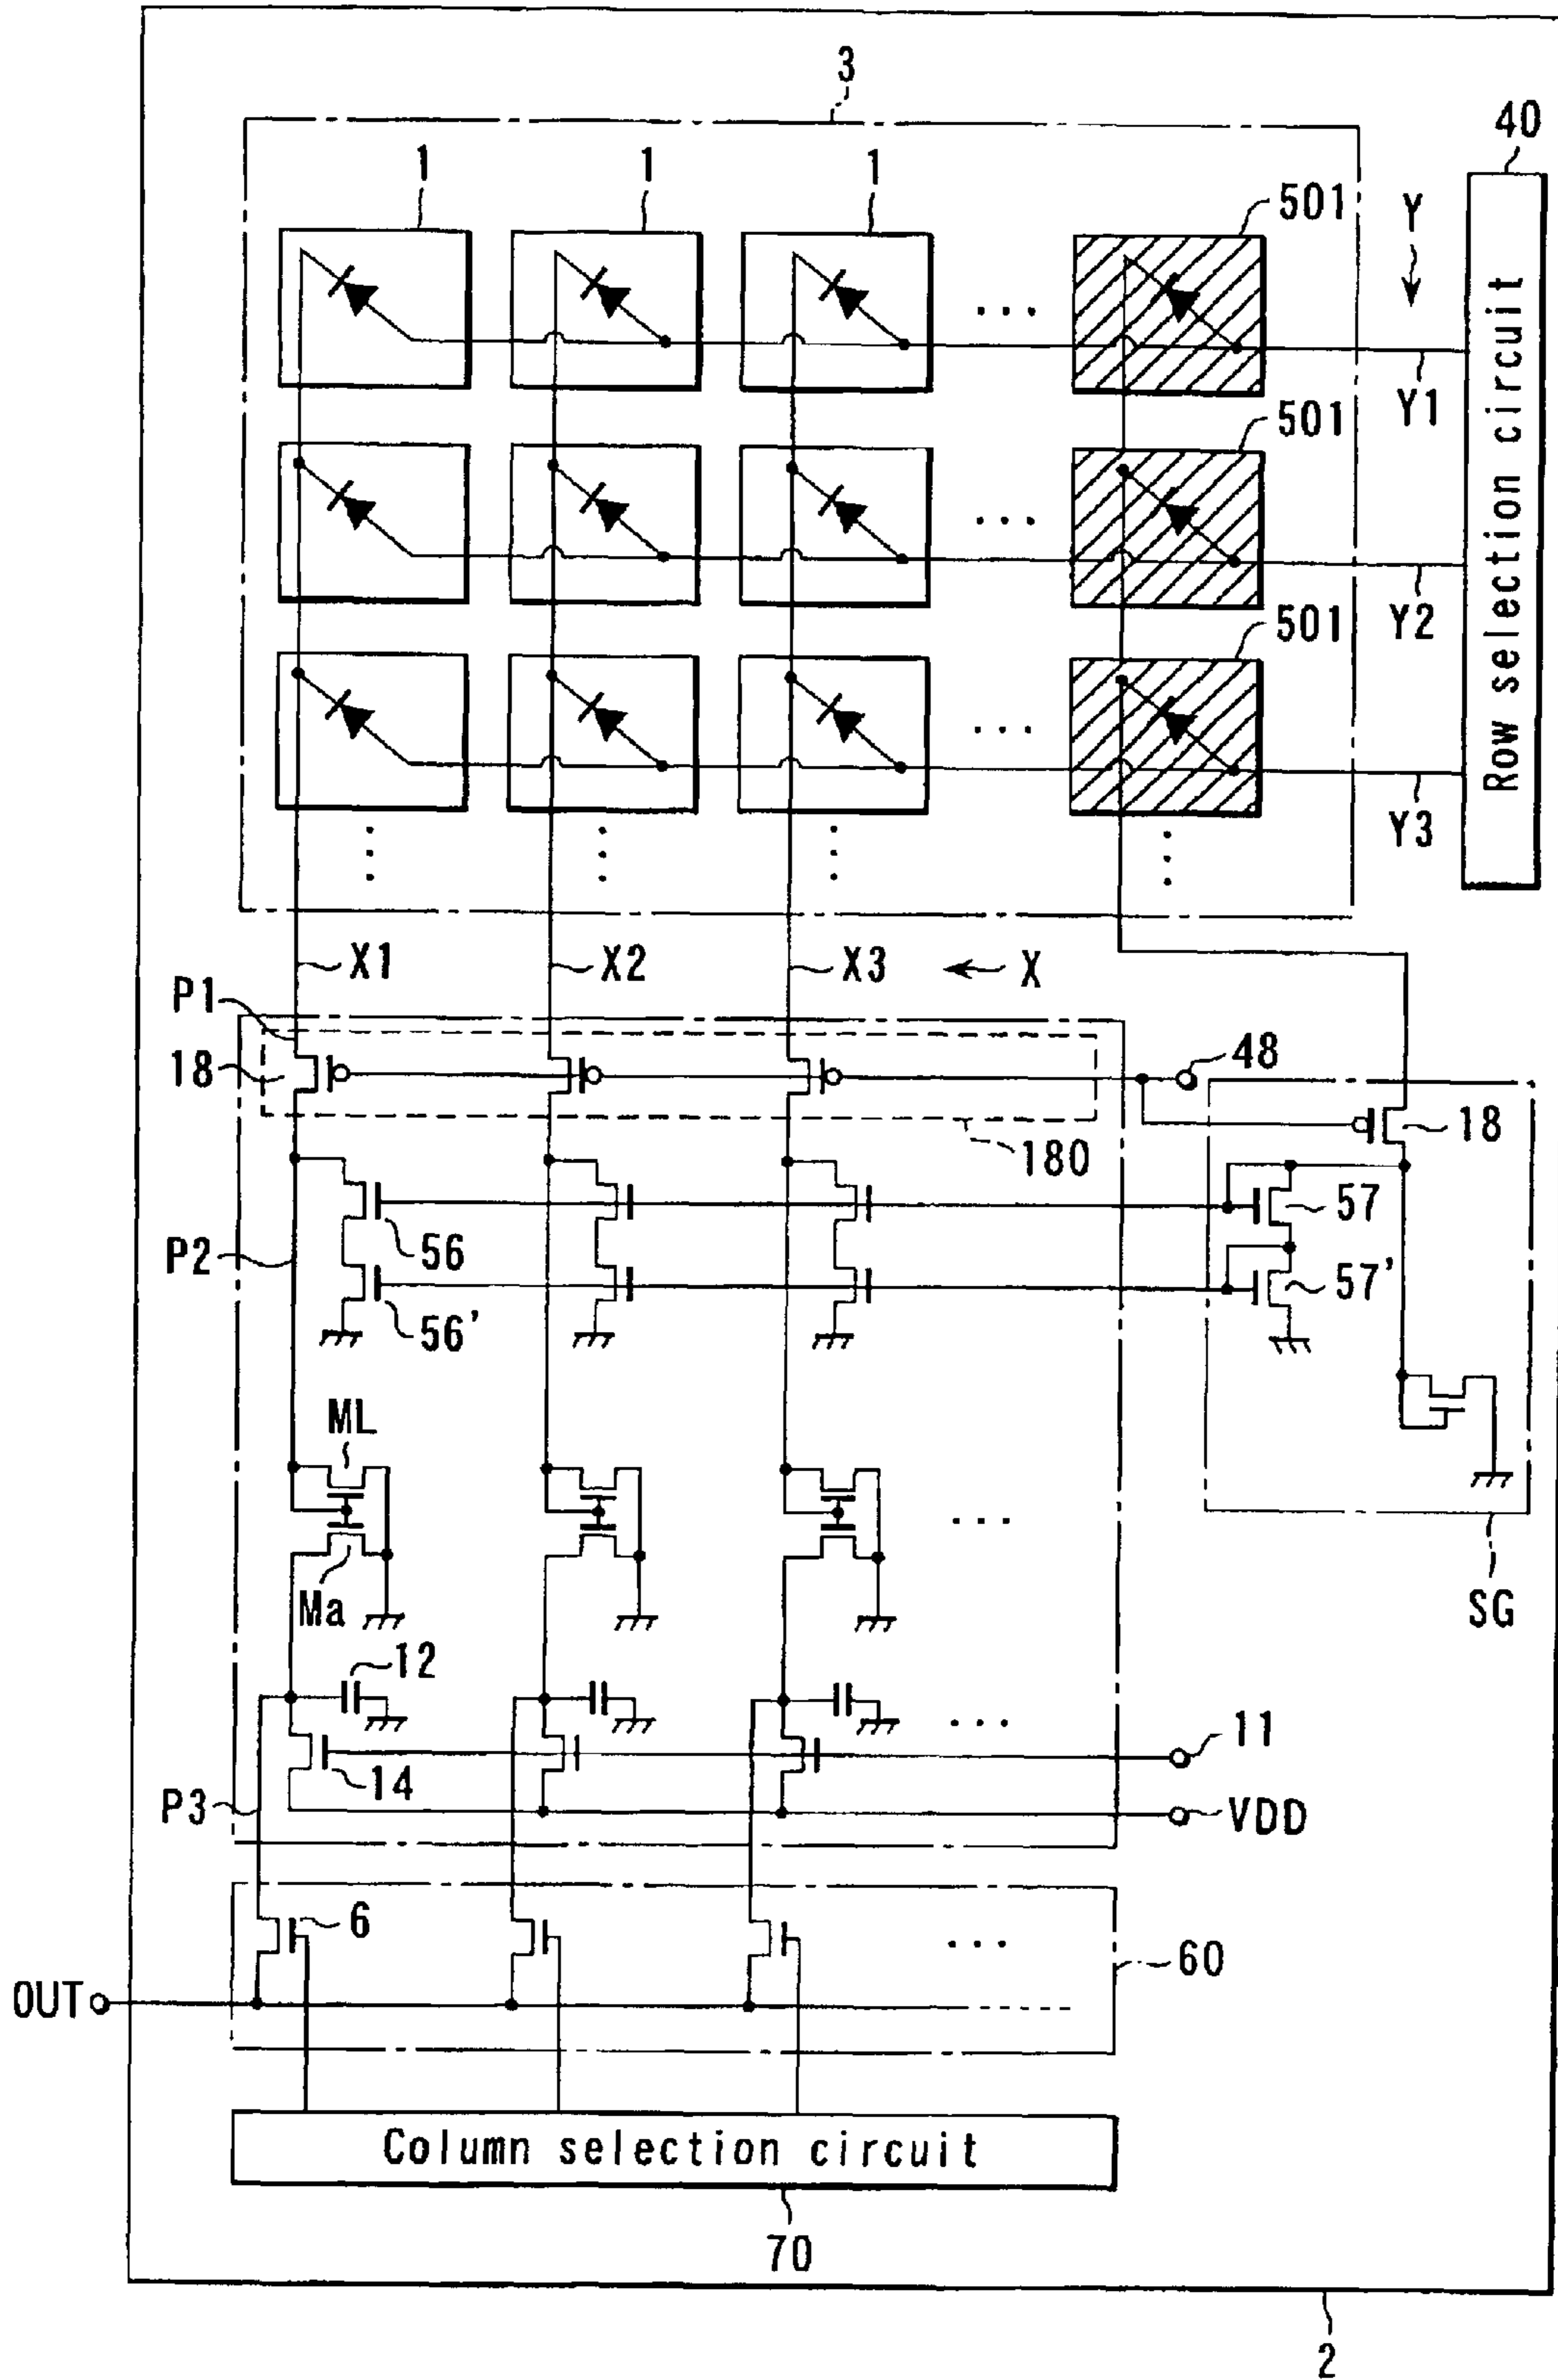 3
40
1
1
1
501
Y
Row selection circuit
...
Y1
501
...
Y2
501
...
Y3
X1
X2
X3
X
P1
18
48
18
180
P2
56
57
56'
57'
ML
...
Ma
SG
12
...
11
14
P3
VDD
6
...
60
OUT
Column selection circuit
70
2